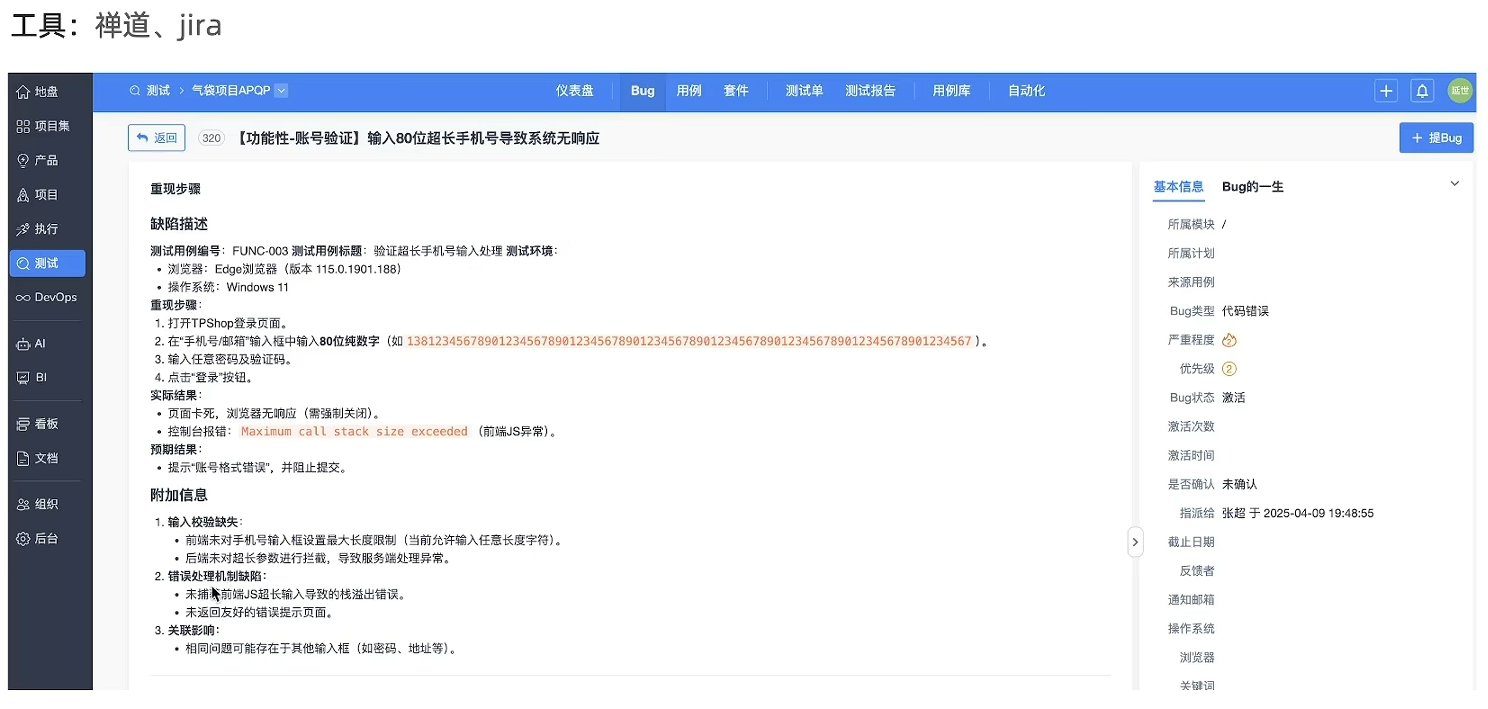 工具：禅道、jira
测试 > 气袋项目APQP
仪表盘 Bug 用例 套件 测试单 测试报告 用例库 自动化
延世
地盘
项目集
产品
项目
执行
测试
DevOps
AI
BI
看板
文档
组织
后台
返回 320 【功能性-账号验证】输入80位超长手机号导致系统无响应
+ 提Bug
重现步骤
缺陷描述
测试用例编号：FUNC-003 测试用例标题：验证超长手机号输入处理 测试环境：
• 浏览器：Edge浏览器（版本 115.0.1901.188）
• 操作系统：Windows 11
重现步骤：
1. 打开TPShop登录页面。
2. 在“手机号/邮箱”输入框中输入80位纯数字（如 13812345678901234567890123456789012345678901234567890123456789012345678901234567 ）。
3. 输入任意密码及验证码。
4. 点击“登录”按钮。
实际结果：
• 页面卡死，浏览器无响应（需强制关闭）。
• 控制台报错： Maximum call stack size exceeded （前端JS异常）。
预期结果：
• 提示“账号格式错误”，并阻止提交。
附加信息
1. 输入校验缺失：
• 前端未对手机号输入框设置最大长度限制（当前允许输入任意长度字符）。
• 后端未对超长参数进行拦截，导致服务端处理异常。
2. 错误处理机制缺陷：
• 未捕前端JS超长输入导致的栈溢出错误。
• 未返回友好的错误提示页面。
3. 关联影响：
• 相同问题可能存在于其他输入框（如密码、地址等）。
基本信息 Bug的一生
所属模块 /
所属计划
来源用例
Bug类型 代码错误
严重程度
优先级 2
Bug状态 激活
激活次数
激活时间
是否确认 未确认
指派给 张超 于 2025-04-09 19:48:55
截止日期
反馈者
通知邮箱
操作系统
浏览器
关键词